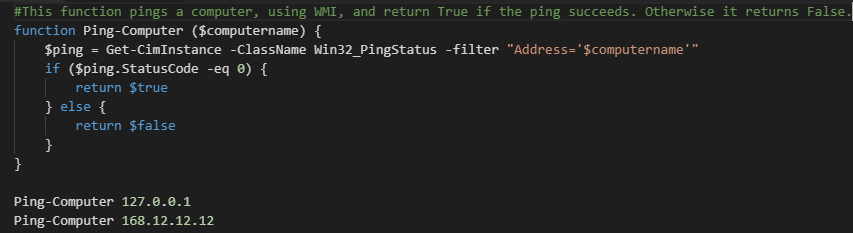 #This function pings a computer, using WMI, and return True if the ping succeeds. Otherwise it returns False.
function Ping-Computer ($computername) {
    $ping = Get-CimInstance -ClassName Win32_PingStatus -filter "Address='$computername'"
    if ($ping.StatusCode -eq 0) {
        return $true
    } else {
        return $false
    }
}
Ping-Computer 127.0.0.1
Ping-Computer 168.12.12.12